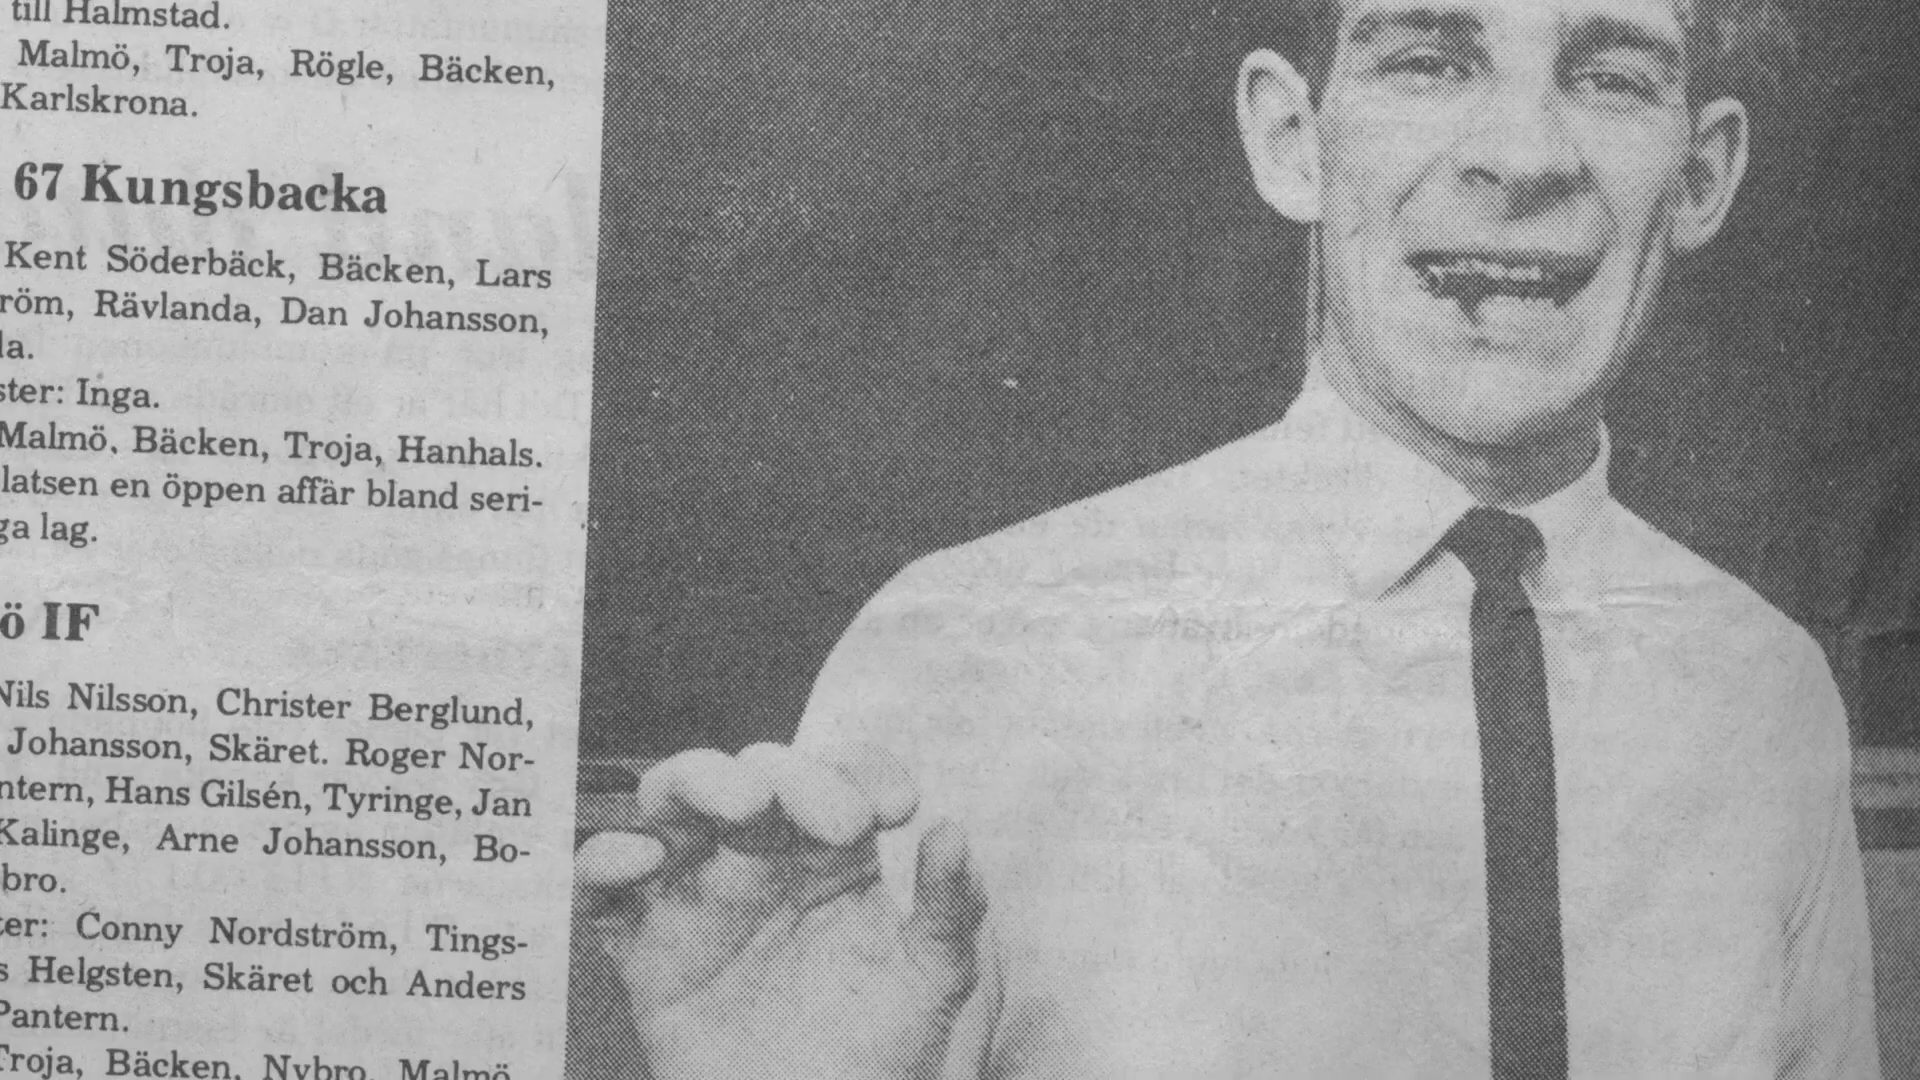 till Halmstad.
Malmö, Troja, Rögle, Bäcken,
Karlskrona.
67 Kungsbacka
Kent Söderbäck, Bäcken, Lars
röm, Rävlanda, Dan Johansson,
la.
ster: Inga.
Malmö, Bäcken, Troja, Hanhals.
latsen en öppen affär bland seri-
ga lag.
ö IF
Nils Nilsson, Christer Berglund,
Johansson, Skäret. Roger Nor-
ntern, Hans Gilsén, Tyringe, Jan
Kalinge, Arne Johansson, Bo-
bro.
ter: Conny Nordström, Tings-
s Helgsten, Skäret och Anders
Pantern.
Troja, Bäcken, Nybro, Malmö